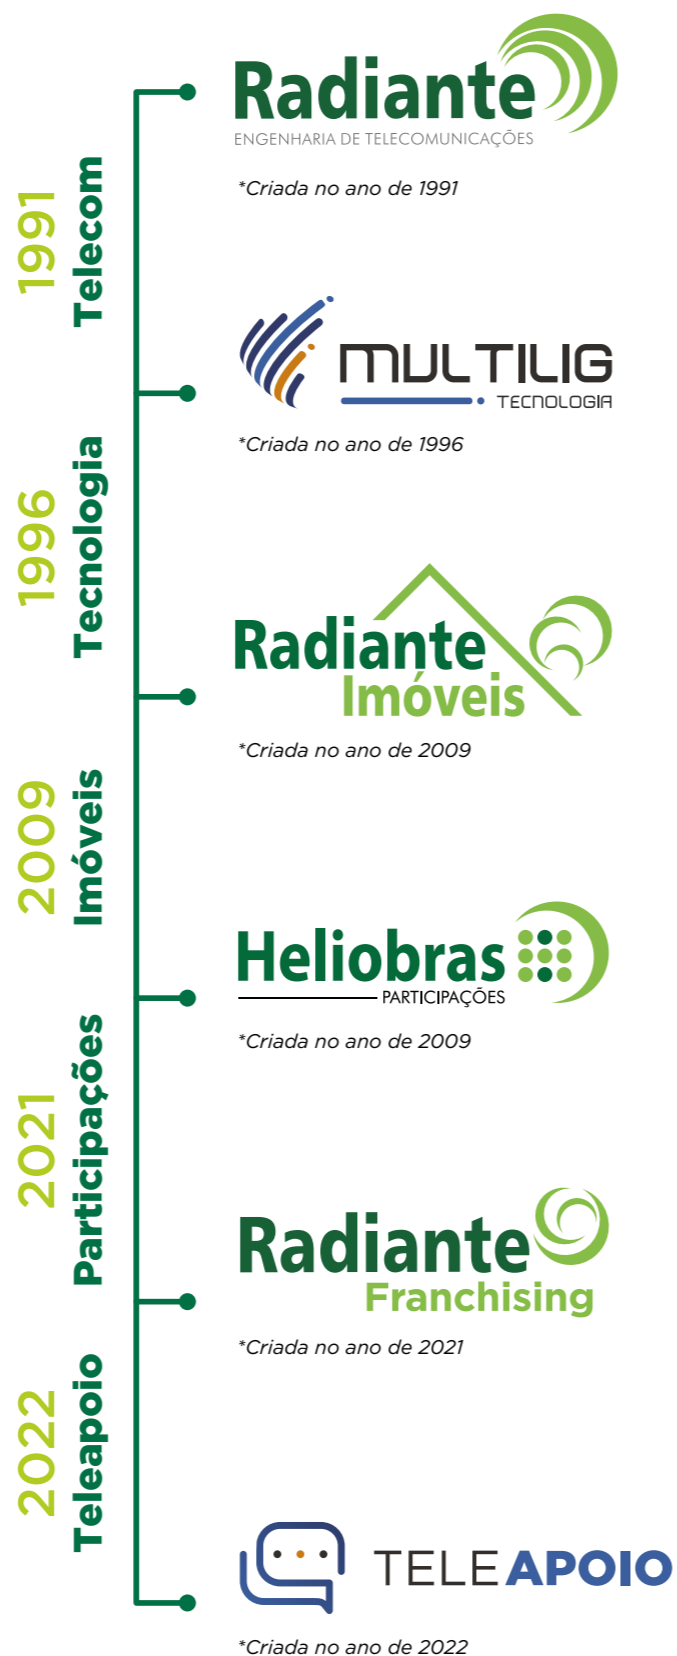 Radiante
ENGENHARIA DE TELECOMUNICAÇÕES
*Criada no ano de 1991
1991
Telecom
MULTILIG
TECNOLOGIA
*Criada no ano de 1996
1996
Tecnologia
Radiante
Imóveis
*Criada no ano de 2009
2009
Imóveis
Heliobras
PARTICIPAÇÕES
*Criada no ano de 2009
2021
Participações
Radiante
Franchising
*Criada no ano de 2021
2022
Teleapoio
TELEAPOIO
*Criada no ano de 2022